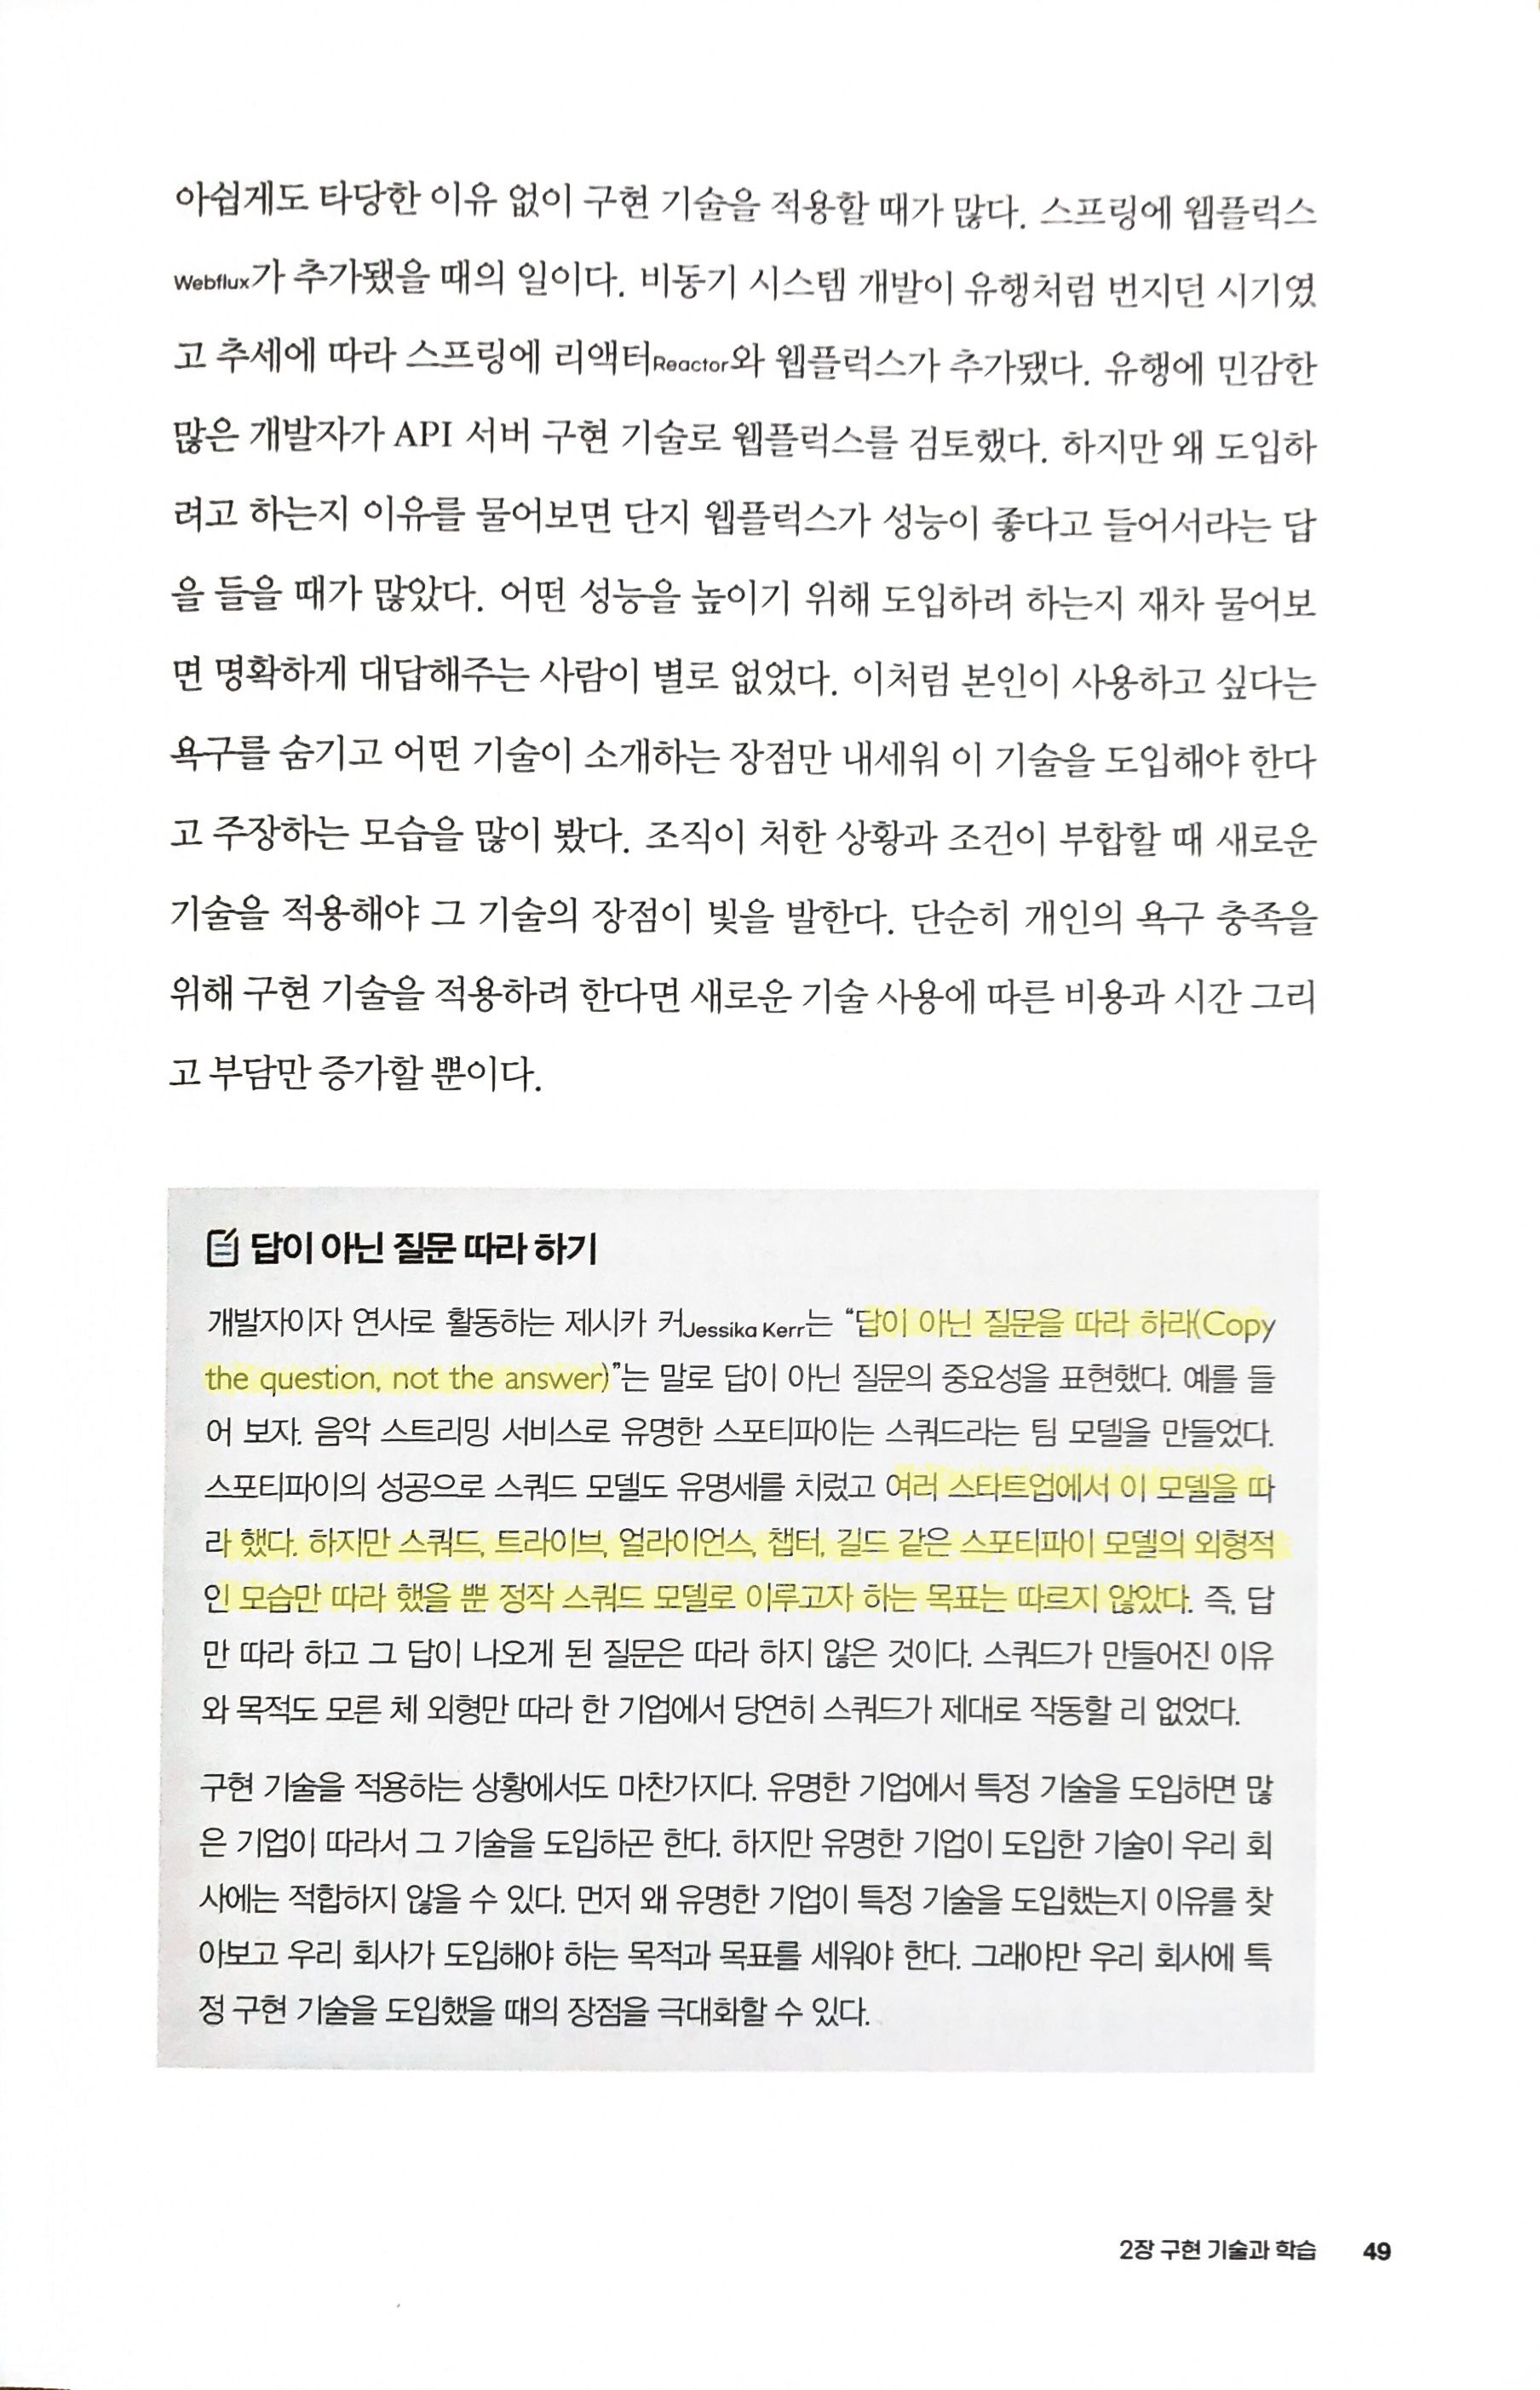 아쉽게도 타당한 이유 없이 구현 기술을 적용할 때가 많다. 스프링에 웹플럭스
Webflux가 추가됐을 때의 일이다. 비동기 시스템 개발이 유행처럼 번지던 시기였
고 추세에 따라 스프링에 리액터Reactor와 웹플럭스가 추가됐다. 유행에 민감한
많은 개발자가 API 서버 구현 기술로 웹플럭스를 검토했다. 하지만 왜 도입하
려고 하는지 이유를 물어보면 단지 웹플럭스가 성능이 좋다고 들어서라는 답
을 들을 때가 많았다. 어떤 성능을 높이기 위해 도입하려 하는지 재차 물어보
면 명확하게 대답해주는 사람이 별로 없었다. 이처럼 본인이 사용하고 싶다는
욕구를 숨기고 어떤 기술이 소개하는 장점만 내세워 이 기술을 도입해야 한다
고 주장하는 모습을 많이 봤다. 조직이 처한 상황과 조건이 부합할 때 새로운
기술을 적용해야 그 기술의 장점이 빛을 발한다. 단순히 개인의 욕구 충족을
위해 구현 기술을 적용하려 한다면 새로운 기술 사용에 따른 비용과 시간 그리
고 부담만 증가할 뿐이다.
답이 아닌 질문 따라 하기
개발자이자 연사로 활동하는 제시카 커Jessika Kerr는 “답이 아닌 질문을 따라 하라(Copy
the question, not the answer)”는 말로 답이 아닌 질문의 중요성을 표현했다. 예를 들
어 보자. 음악 스트리밍 서비스로 유명한 스포티파이는 스쿼드라는 팀 모델을 만들었다.
스포티파이의 성공으로 스쿼드 모델도 유명세를 치렀고 여러 스타트업에서 이 모델을 따
라 했다. 하지만 스쿼드, 트라이브, 얼라이언스, 챕터, 길드 같은 스포티파이 모델의 외형적
인 모습만 따라 했을 뿐 정작 스쿼드 모델로 이루고자 하는 목표는 따르지 않았다. 즉, 답
만 따라 하고 그 답이 나오게 된 질문은 따라 하지 않은 것이다. 스쿼드가 만들어진 이유
와 목적도 모른 체 외형만 따라 한 기업에서 당연히 스쿼드가 제대로 작동할 리 없었다.
구현 기술을 적용하는 상황에서도 마찬가지다. 유명한 기업에서 특정 기술을 도입하면 많
은 기업이 따라서 그 기술을 도입하곤 한다. 하지만 유명한 기업이 도입한 기술이 우리 회
사에는 적합하지 않을 수 있다. 먼저 왜 유명한 기업이 특정 기술을 도입했는지 이유를 찾
아보고 우리 회사가 도입해야 하는 목적과 목표를 세워야 한다. 그래야만 우리 회사에 특
정 구현 기술을 도입했을 때의 장점을 극대화할 수 있다.
2장 구현 기술과 학습 49